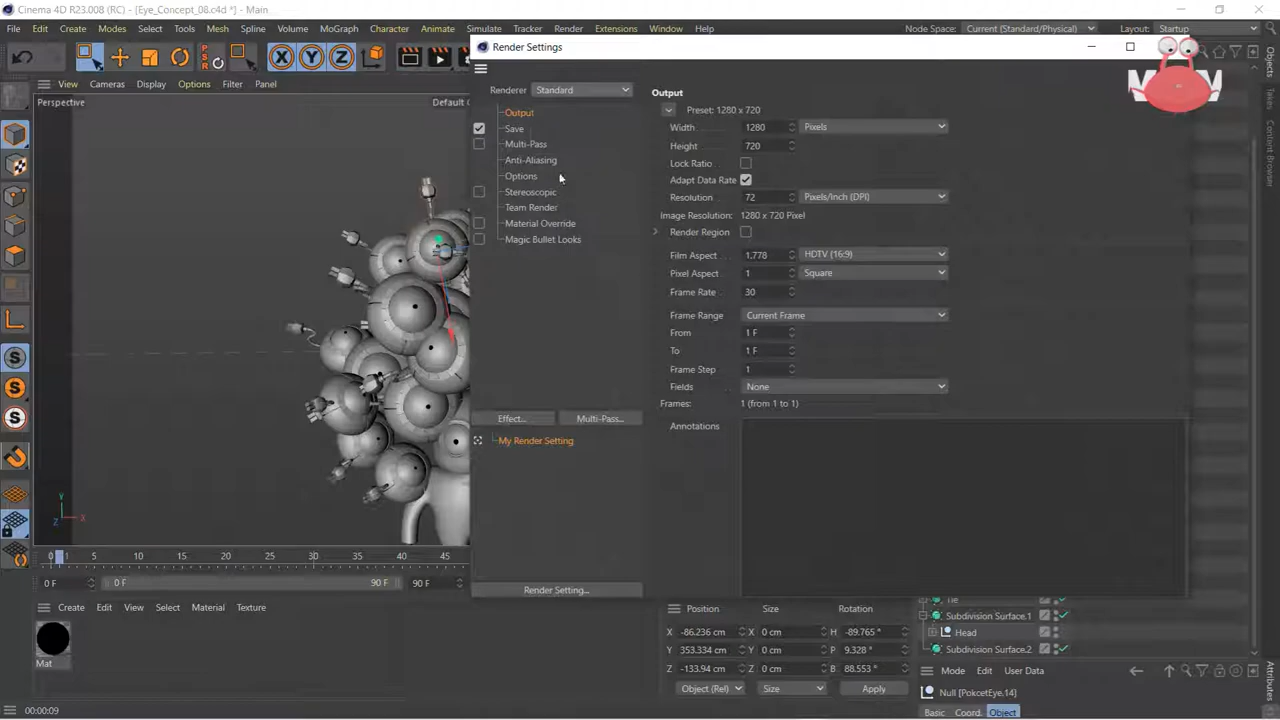 Cinema 4D R23.008 (RC) - [Eye_Concept_08.c4d *] - Main
File Edit Create Modes Select Tools Mesh Spline Volume MoGraph Character Animate Simulate Tracker Render Extensions Window Help Node Space: Current (Standard/Physical) Layout: Startup
Render Settings
View Cameras Display Options Filter Panel
Perspective
Default C
Renderer Standard
Output
Save
Multi-Pass
Anti-Aliasing
Options
Stereoscopic
Team Render
Material Override
Magic Bullet Looks
Effect...
Multi-Pass...
My Render Setting
Render Setting...
Output
Preset: 1280 x 720
Width 1280 Pixels
Height 720
Lock Ratio
Adapt Data Rate
Resolution 72 Pixels/Inch (DPI)
Image Resolution: 1280 x 720 Pixel
Render Region
Film Aspect 1.778 HDTV (16:9)
Pixel Aspect 1 Square
Frame Rate 30
Frame Range Current Frame
From 1 F
To 1 F
Frame Step 1
Fields None
Frames: 1 (from 1 to 1)
Annotations
Objects
Takes
Content Browser
Attributes
Layers
P
S
R
X Y Z
S
S
S
Y
Z X
0 1 5 10 15 20 25 30 35 40 45
0 F 0 F 90 F 90 F
Create Edit View Select Material Texture
Mat
Position Size Rotation
X -86.236 cm X 0 cm H -89.765 °
Y 353.334 cm Y 0 cm P 9.328 °
Z -133.94 cm Z 0 cm B 88.553 °
Object (Rel) Size Apply
Tie
Subdivision Surface.1
Head
Subdivision Surface.2
Mode Edit User Data
Null [PokcetEye.14]
Basic Coord. Object
00:00:09